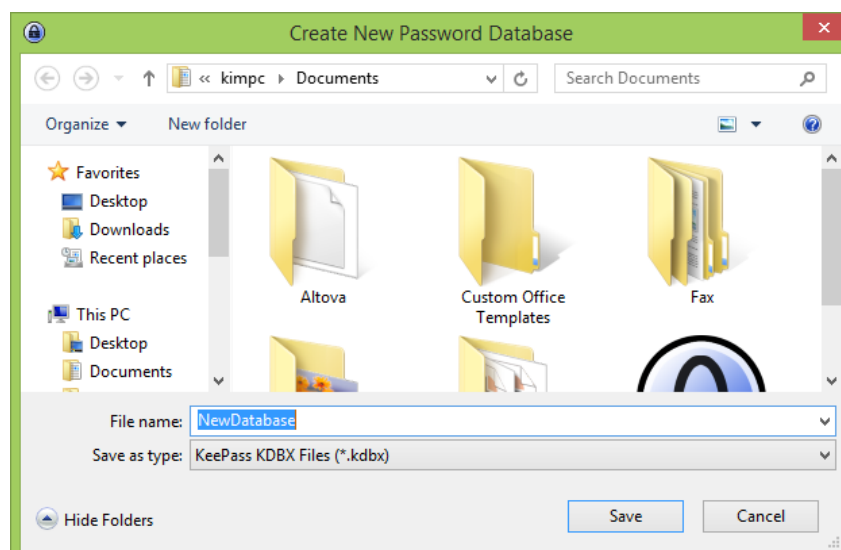 Create New Password Database
« kimpc Documents
Search Documents
Organize
New folder
Favorites
Desktop
Downloads
Recent places
This PC
Desktop
Documents
Altova
Custom Office
Templates
Fax
File name: NewDatabase
Save as type: KeePass KDBX Files (*.kdbx)
Hide Folders
Save
Cancel